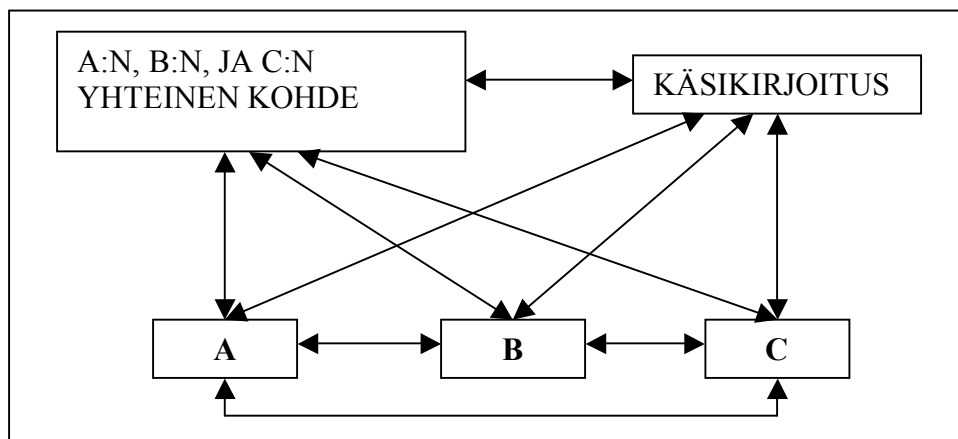 A:N, B:N, JA C:N
YHTEINEN KOHDE
KÄSIKIRJOITUS
A
B
C